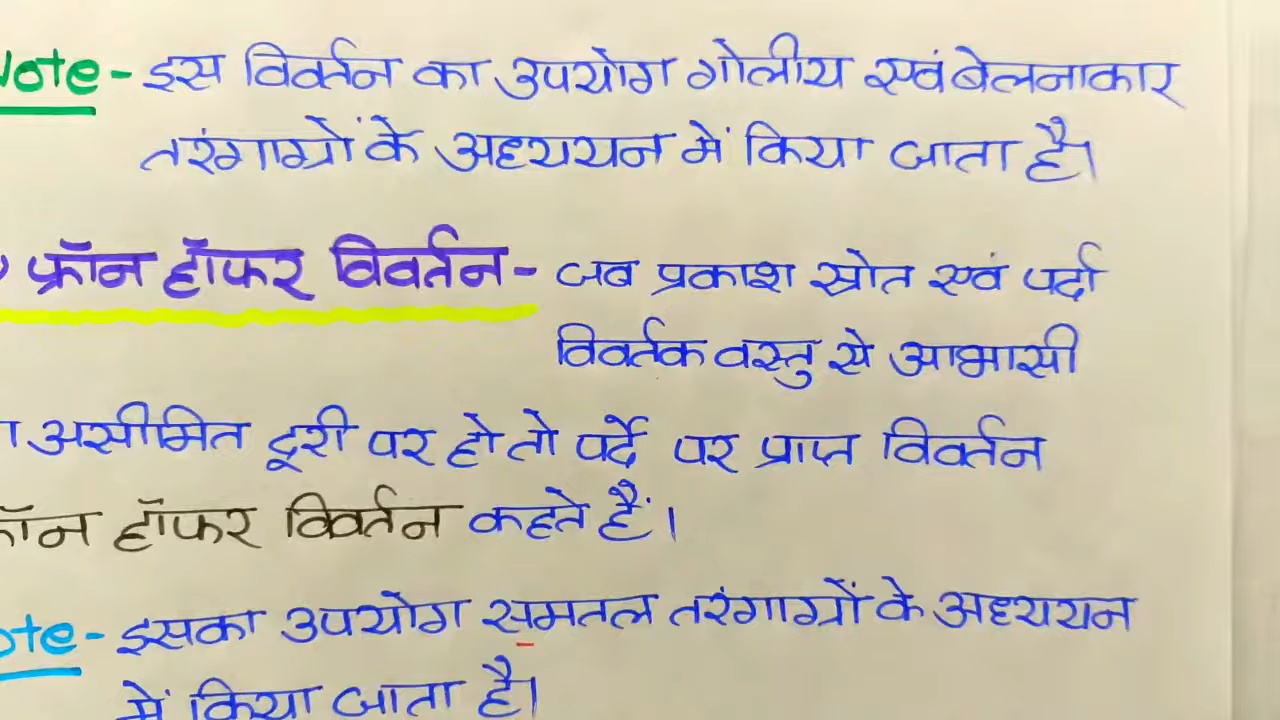 Note - इस विवर्तन का उपयोग गोलीय एवं बेलनाकार
तरंगाग्रों के अध्ययन में किया जाता है।
फ्रॉन हॉफर विवर्तन - जब प्रकाश स्रोत एवं पर्दा
विवर्तक वस्तु से आभासी
असीमित दूरी पर हो तो पर्दे पर प्राप्त विवर्तन
हॉफर विवर्तन कहते हैं।
Note - इसका उपयोग समतल तरंगाग्रों के अध्ययन
में किया जाता है।